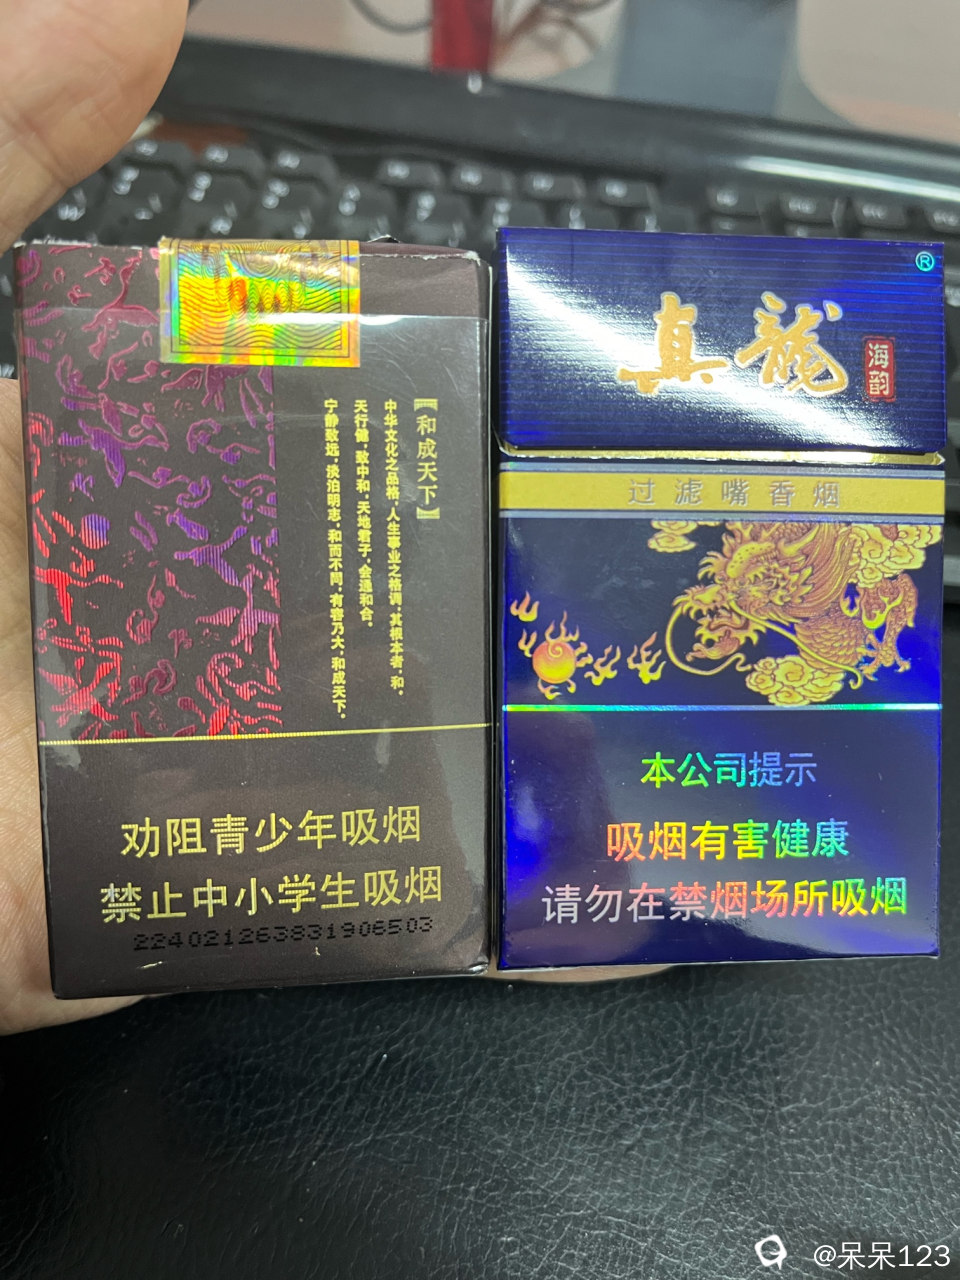 【和成天下】
中华文化之品格,人生事业之格调,其根本者,和。
天行健,致中和,天地君子,会通和合。
宁静致远,淡泊明志,和而不同,有容乃大,和成天下。
劝阻青少年吸烟
禁止中小学生吸烟
224021263831906503
®
真龍
海韵
过滤嘴香烟
本公司提示
吸烟有害健康
请勿在禁烟场所吸烟
@呆呆123